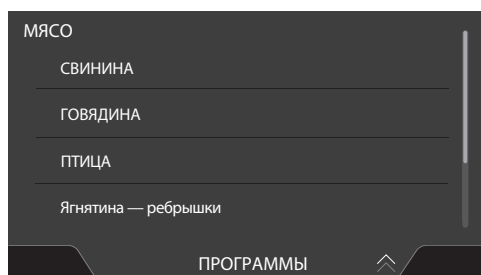 МЯСО
СВИНИНА
ГОВЯДИНА
ПТИЦА
Ягнятина — ребрышки
ПРОГРАММЫ